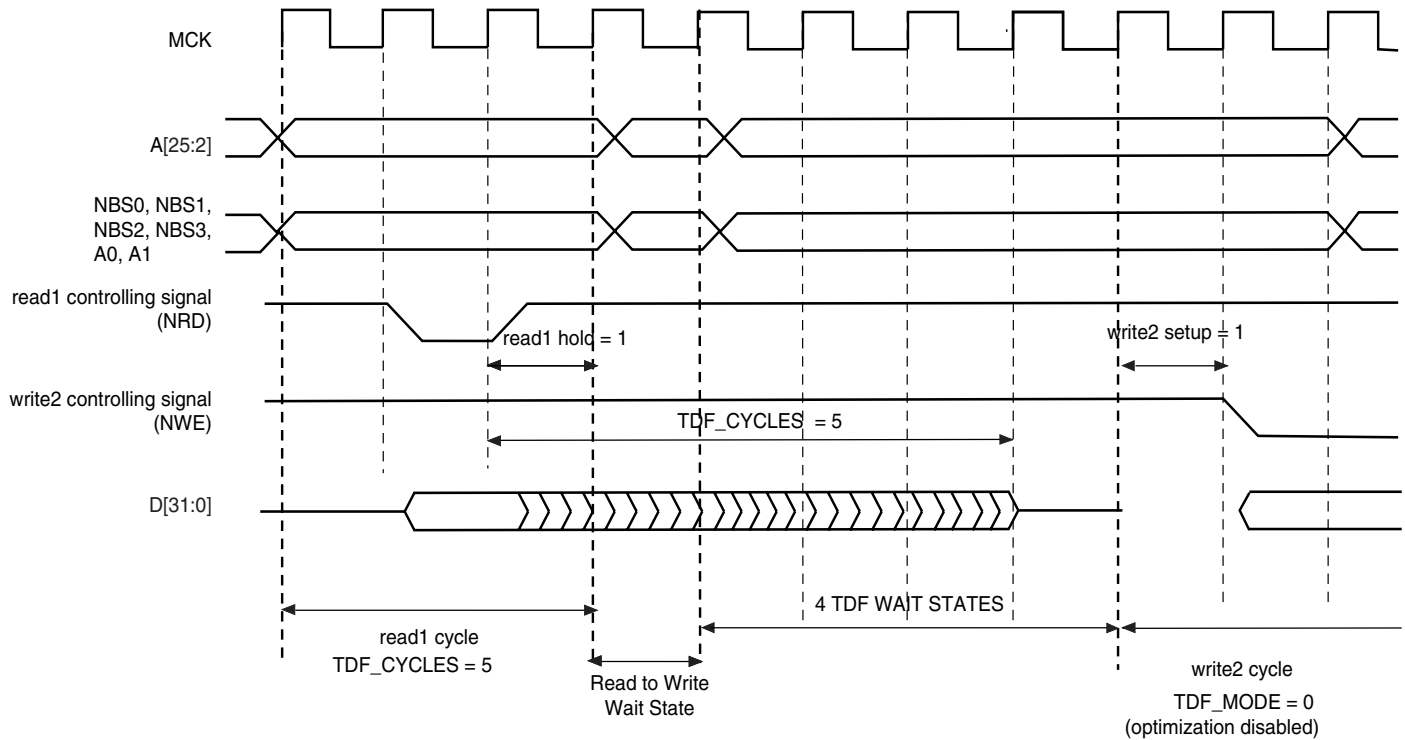 MCK
A[25:2]
NBS0, NBS1,
NBS2, NBS3,
A0, A1
read1 controlling signal
(NRD)
read1 hold = 1
write2 setup = 1
write2 controlling signal
(NWE)
TDF_CYCLES = 5
D[31:0]
4 TDF WAIT STATES
read1 cycle
TDF_CYCLES = 5
Read to Write
Wait State
write2 cycle
TDF_MODE = 0
(optimization disabled)